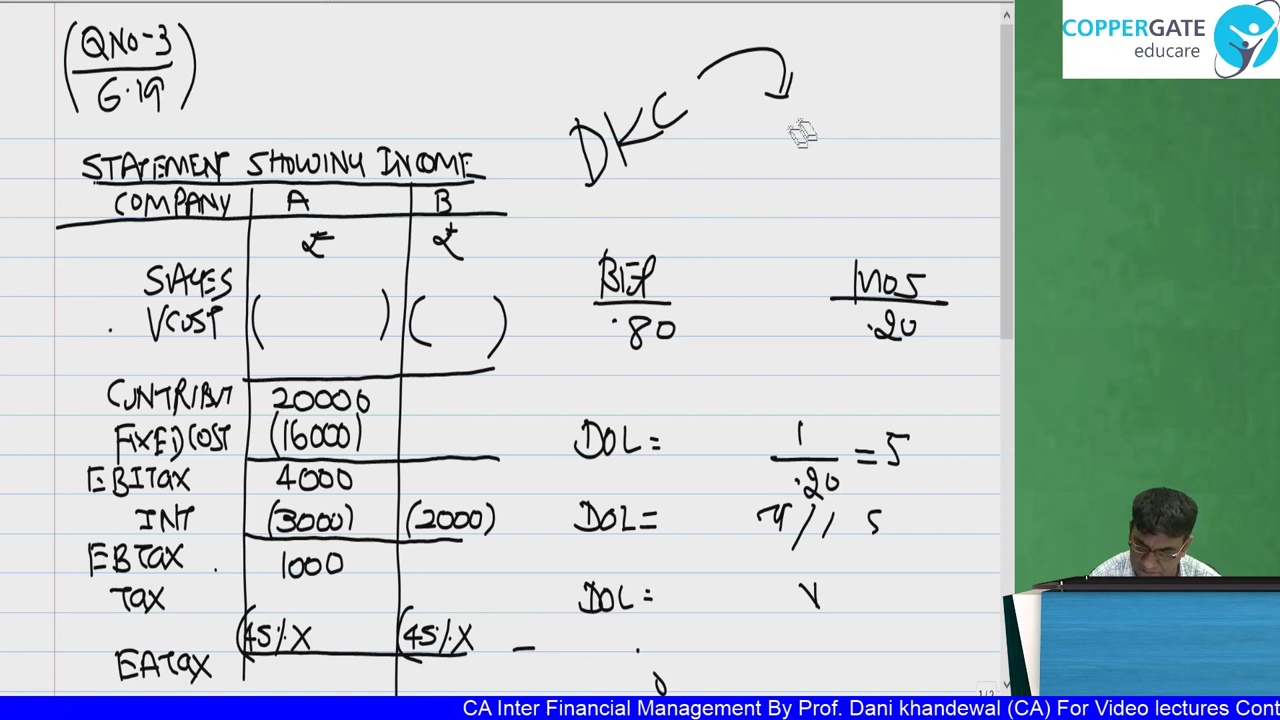 COPPERGATE
educare
(QNO-3)
6.19
DKC
STATEMENT SHOWING INCOME
COMPANY A B
₹ ₹
SALES
V COST ( ) ( )
BEP
.80
MOS
.20
CONTRIBUT 20000
FIXED COST (16000)
EBITAX 4000
INT (3000) (2000)
EBTAX 1000
TAX
(45%X (45%X
EATAX
DOL = 1/.20 = 5
DOL =
DOL =
CA Inter Financial Management By Prof. Dani khandewal (CA) For Video lectures Cont